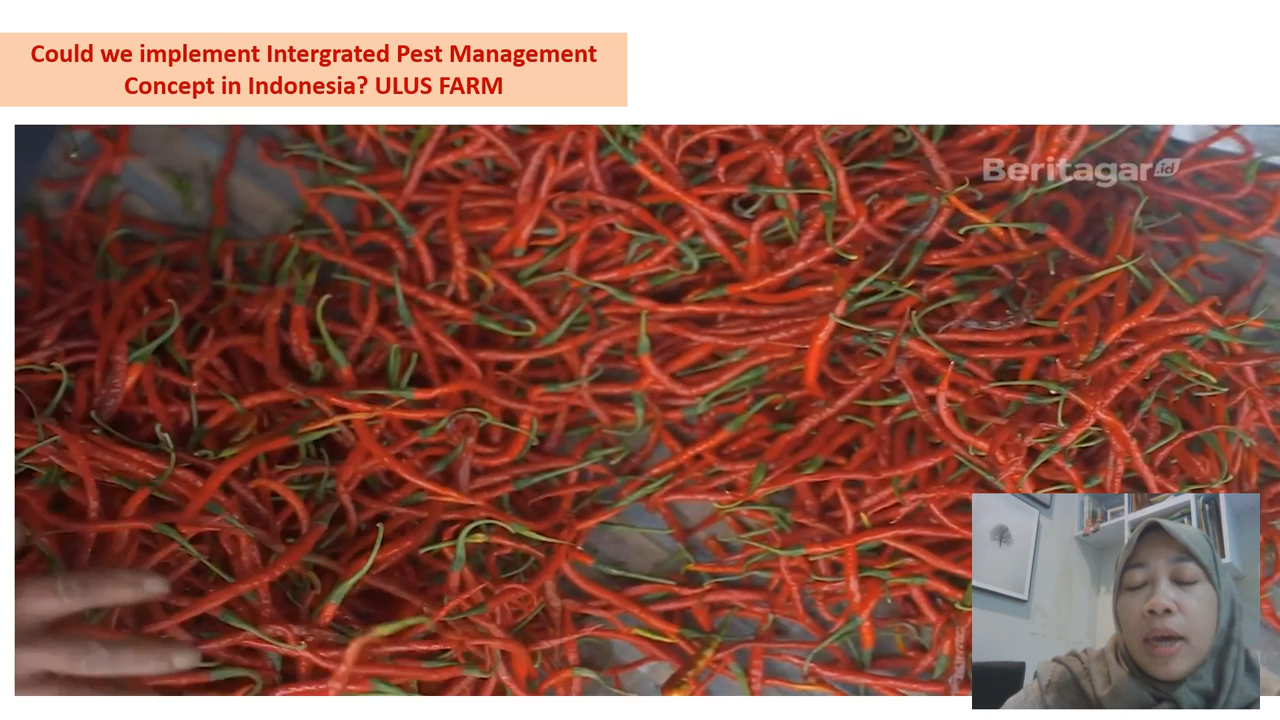 Could we implement Intergrated Pest Management
Concept in Indonesia? ULUS FARM
Beritagar.id